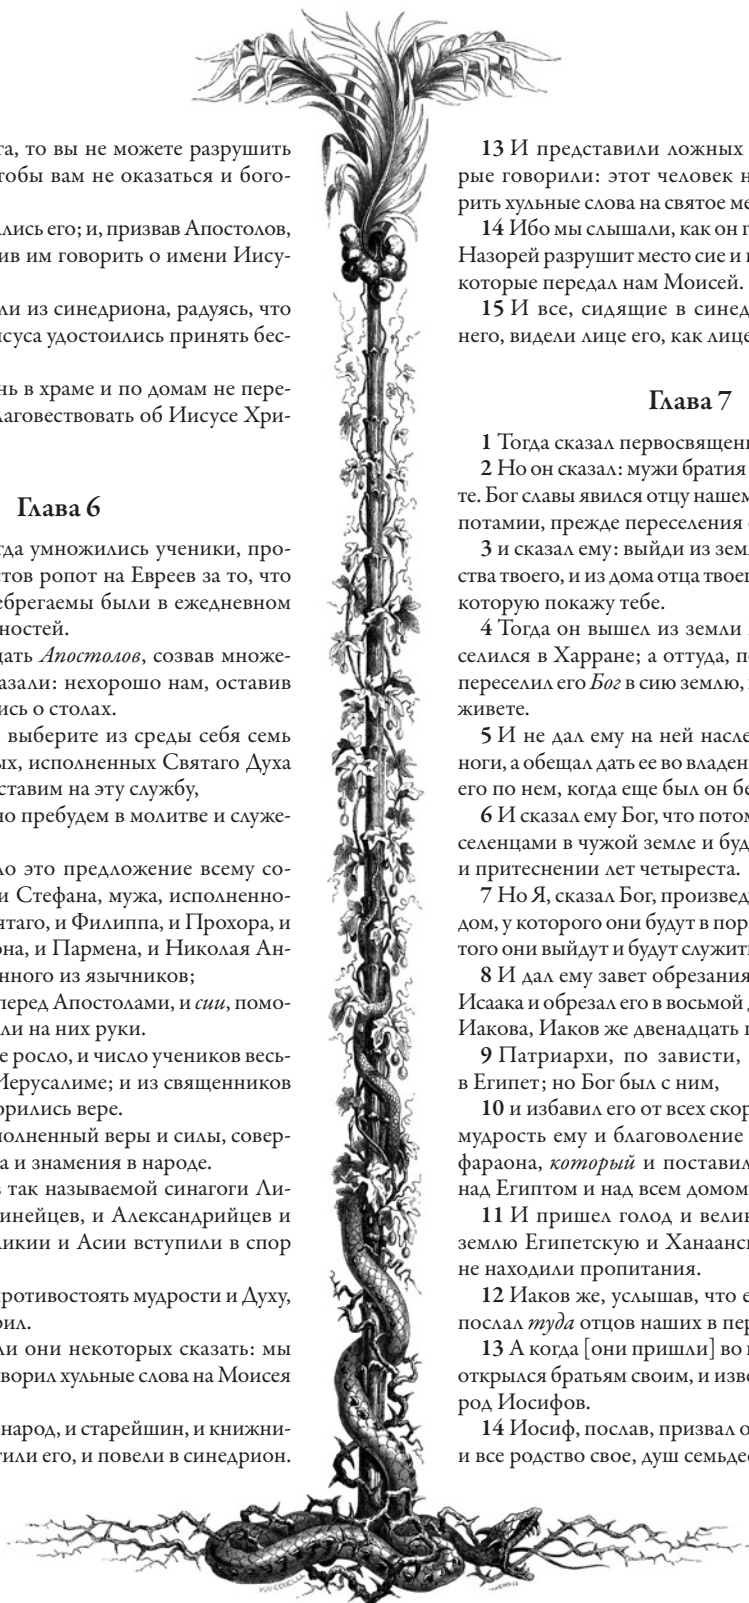 га, то вы не можете разрушить
тобы вам не оказаться и бого-
лись его; и, призвав Апостолов,
ив им говорить о имени Иису-
ли из синедриона, радуясь, что
суса удостоились принять бес-
нь в храме и по домам не пере-
лаговествовать об Иисусе Хри-
Глава 6
гда умножились ученики, про-
стов ропот на Евреев за то, что
ебрегаемы были в ежедневном
ностей.
цать Апостолов, созвав множе-
азали: нехорошо нам, оставив
ись о столах.
выберите из среды себя семь
ых, исполненных Святаго Духа
ставим на эту службу,
но пребудем в молитве и служе-
ло это предложение всему со-
и Стефана, мужа, исполненно-
ятаго, и Филиппа, и Прохора, и
она, и Пармена, и Николая Ан-
енного из язычников;
перед Апостолами, и сии, помо-
ли на них руки.
е росло, и число учеников весь-
Иерусалиме; и из священников
орились вере.
полненный веры и силы, совер-
а и знамения в народе.
з так называемой синагоги Ли-
инейцев, и Александрийцев и
ликии и Асии вступили в спор
противостоять мудрости и Духу,
рил.
ли они некоторых сказать: мы
ворил хульные слова на Моисея
народ, и старейшин, и книжни-
тили его, и повели в синедрион.
13 И представили ложных
рые говорили: этот человек н
рить хульные слова на святое ме
14 Ибо мы слышали, как он г
Назорей разрушит место сие и
которые передал нам Моисей.
15 И все, сидящие в синед
него, видели лице его, как лице
Глава 7
1 Тогда сказал первосвященн
2 Но он сказал: мужи братия
те. Бог славы явился отцу нашем
потамии, прежде переселения
3 и сказал ему: выйди из зем
ства твоего, и из дома отца твоег
которую покажу тебе.
4 Тогда он вышел из земли
селился в Харране; а оттуда, п
переселил его Бог в сию землю,
живете.
5 И не дал ему на ней насле
ноги, а обещал дать ее во владен
его по нем, когда еще был он бе
6 И сказал ему Бог, что потом
селенцами в чужой земле и буд
и притеснении лет четыреста.
7 Но Я, сказал Бог, произвед
дом, у которого они будут в пор
того они выйдут и будут служит
8 И дал ему завет обрезания
Исаака и обрезал его в восьмой
Иакова, Иаков же двенадцать
9 Патриархи, по зависти,
в Египет; но Бог был с ним,
10 и избавил его от всех скор
мудрость ему и благоволение
фараона, который и поставил
над Египтом и над всем домом
11 И пришел голод и вели
землю Египетскую и Ханаанс
не находили пропитания.
12 Иаков же, услышав, что е
послал туда отцов наших в пер
13 А когда [они пришли] во
открылся братьям своим, и изве
род Иосифов.
14 Иосиф, послав, призвал о
и все родство свое, душ семьде